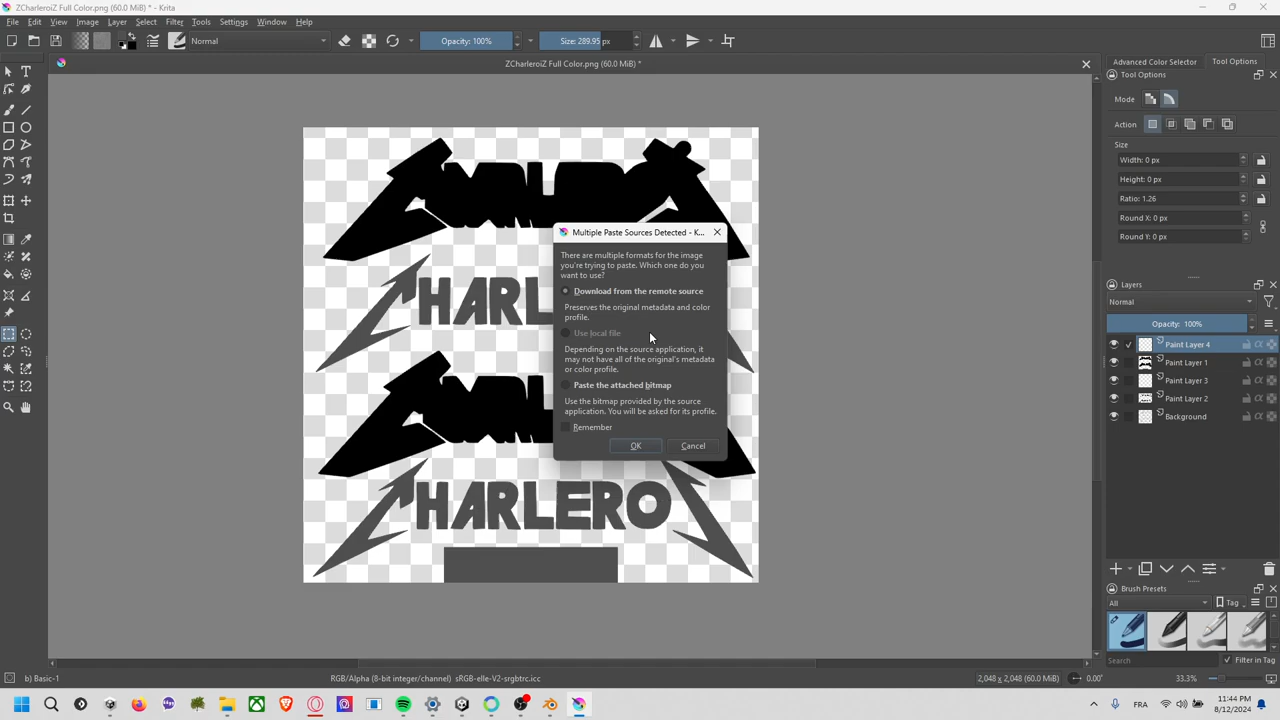 ZCharleroiZ Full Color.png (60.0 MiB) * - Krita
File Edit View Image Layer Select Filter Tools Settings Window Help
Normal
Opacity: 100%
Size: 289.95 px
ZCharleroiZ Full Color.png (60.0 MiB) *
Advanced Color Selector
Tool Options
Tool Options
Mode
Action
Size
Width: 0 px
Height: 0 px
Ratio: 1.26
Round X: 0 px
Round Y: 0 px
HARL
HARLERO
Multiple Paste Sources Detected - K...
There are multiple formats for the image
you're trying to paste. Which one do you
want to use?
Download from the remote source
Preserves the original metadata and color
profile.
Use local file
Depending on the source application, it
may not have all of the original's metadata
or color profile.
Paste the attached bitmap
Use the bitmap provided by the source
application. You will be asked for its profile.
Remember
OK
Cancel
Layers
Normal
Opacity: 100%
Paint Layer 4
Paint Layer 1
Paint Layer 3
Paint Layer 2
Background
Brush Presets
All
Tag
Search
Filter in Tag
b) Basic-1
RGB/Alpha (8-bit integer/channel) sRGB-elle-V2-srgbtrc.icc
2,048 x 2,048 (60.0 MiB)
0.00°
33.3%
FRA
11:44 PM
8/12/2024